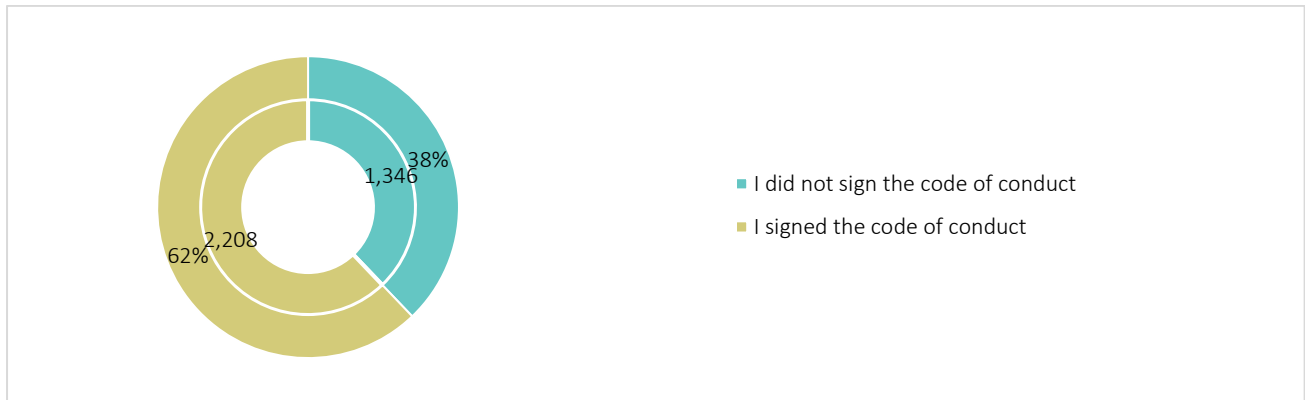 38%
1,346
2,208
62%
I did not sign the code of conduct
I signed the code of conduct